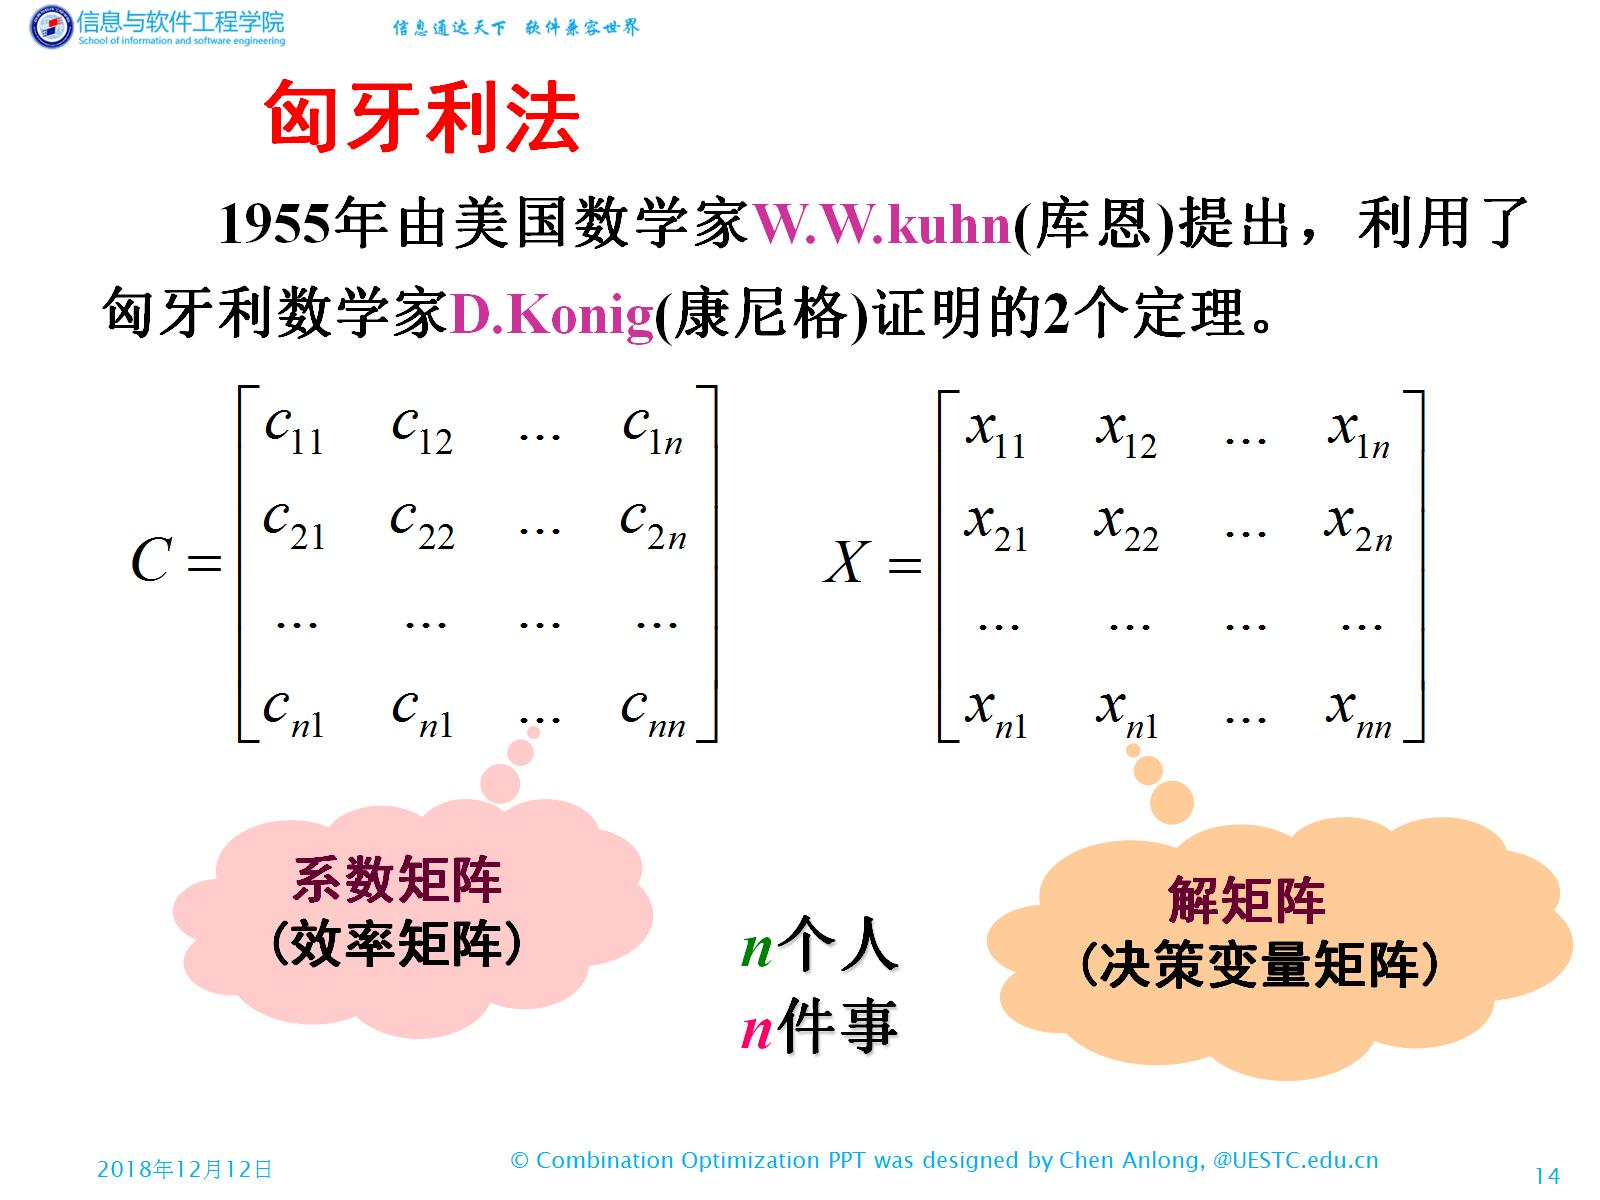 信息与软件工程学院
School of information and software engineering
信息通达天下 软件兼容世界
匈牙利法
1955年由美国数学家W.W.kuhn(库恩)提出，利用了
匈牙利数学家D.Konig(康尼格)证明的2个定理。
c11 c12 ... c1n
c21 c22 ... c2n
C =
... ... ... ...
cn1 cn1 ... cnn
x11 x12 ... x1n
x21 x22 ... x2n
X =
... ... ... ...
xn1 xn1 ... xnn
系数矩阵
(效率矩阵)
n个人
n件事
解矩阵
(决策变量矩阵)
2018年12月12日
© Combination Optimization PPT was designed by Chen Anlong, @UESTC.edu.cn
14